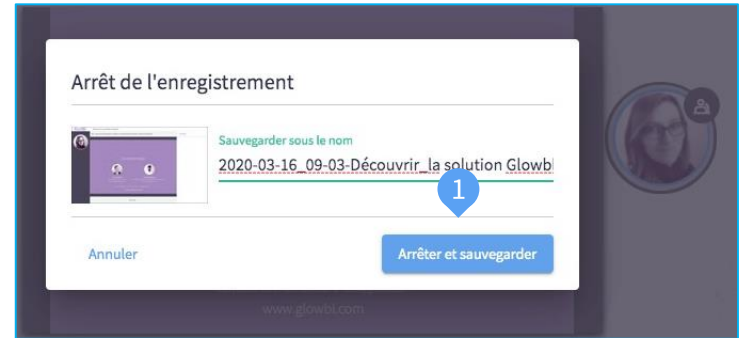 Arrêt de l'enregistrement
Sauvegarder sous le nom
2020-03-16_09-03-Découvrir_la solution Glowb
1
Annuler
Arrêter et sauvegarder
www.glowbl.com